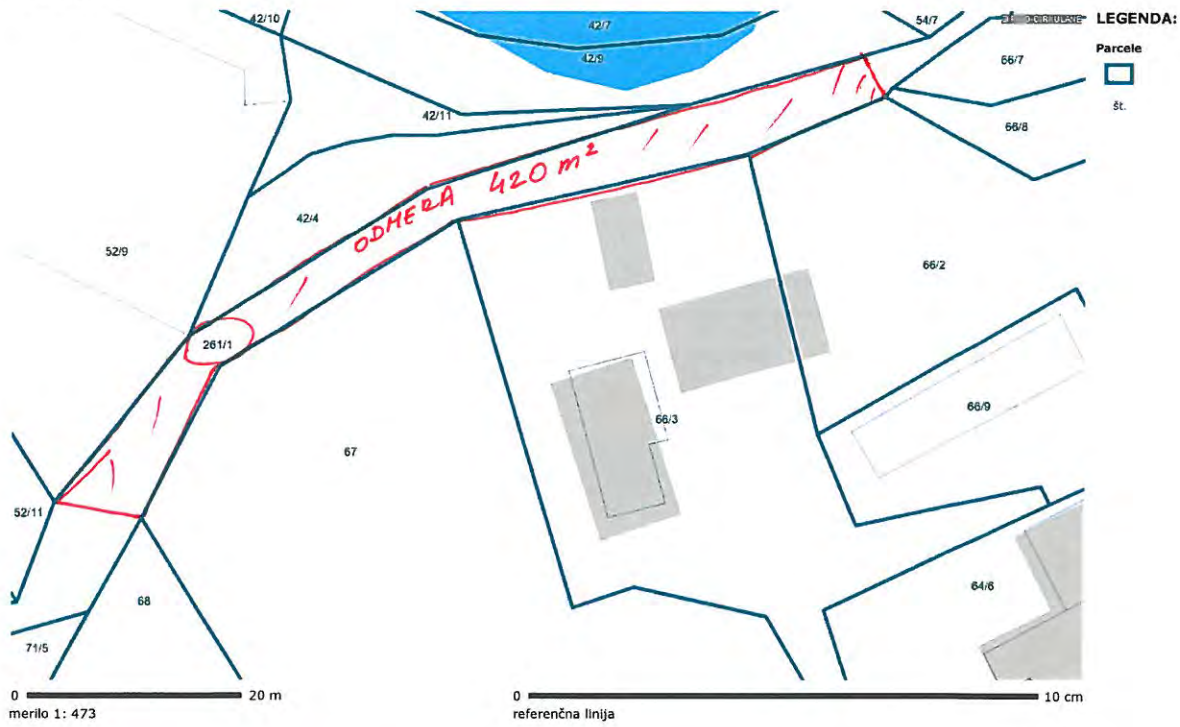 42/10
42/7
54/7
LEGENDA:
42/9
66/7
Parcele
št.
42/11
66/8
ODMERA 420 m²
42/4
52/9
66/2
261/1
66/9
66/3
67
52/11
64/6
68
71/5
0 20 m
0 10 cm
merilo 1: 473
referenčna linija